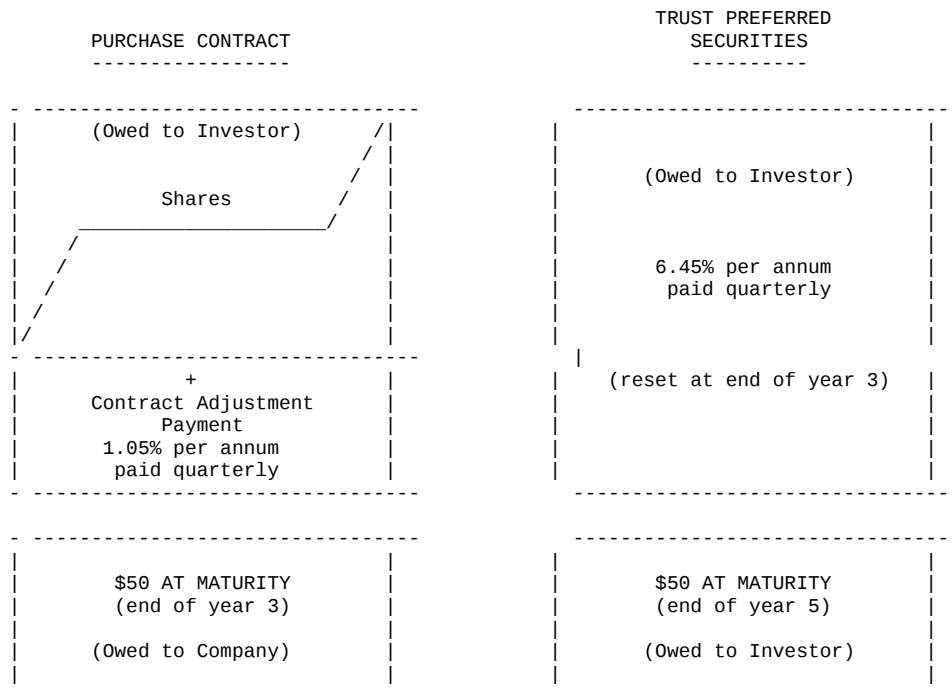 TRUST PREFERRED
PURCHASE CONTRACT SECURITIES
(Owed to Investor)
Shares
(Owed to Investor)
6.45% per annum
paid quarterly
+
Contract Adjustment
Payment
1.05% per annum
paid quarterly
(reset at end of year 3)
$50 AT MATURITY
(end of year 3)
(Owed to Company)
$50 AT MATURITY
(end of year 5)
(Owed to Investor)